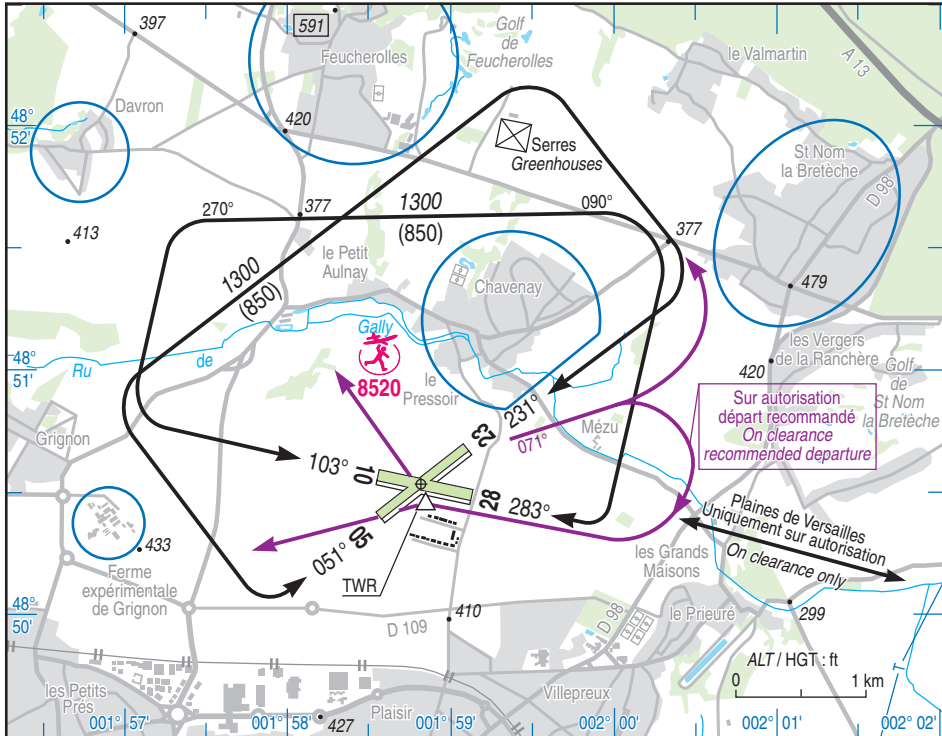 397
591
Feucherolles
Golf
de
Feucherolles
le Valmartin
A 13
Davron
48°
52'
420
Serres
Greenhouses
St Nom
la Bretèche
D 98
270°
377
1300
(850)
090°
377
413
le Petit
Aulnay
1300
(850)
Chavenay
479
Ru
de
Gally
48°
51'
8520
le
Pressoir
231°
les Vergers
de la Ranchère
420
Golf
de
St Nom
la Bretèche
Sur autorisation
départ recommandé
On clearance
recommended departure
Grignon
23
071°
Mézu
103°
10
28
283°
Plaines de Versailles
Uniquement sur autorisation
On clearance only
433
051°
05
TWR
Ferme
expérimentale
de Grignon
les Grands
Maisons
48°
50'
D 109
410
D 98
le Prieuré
299
ALT / HGT : ft
0
1 km
T
les Petits
Prés
427
Plaisir
Villepreux
001° 57'
001° 58'
001° 59'
002° 00'
002° 01'
002° 02'